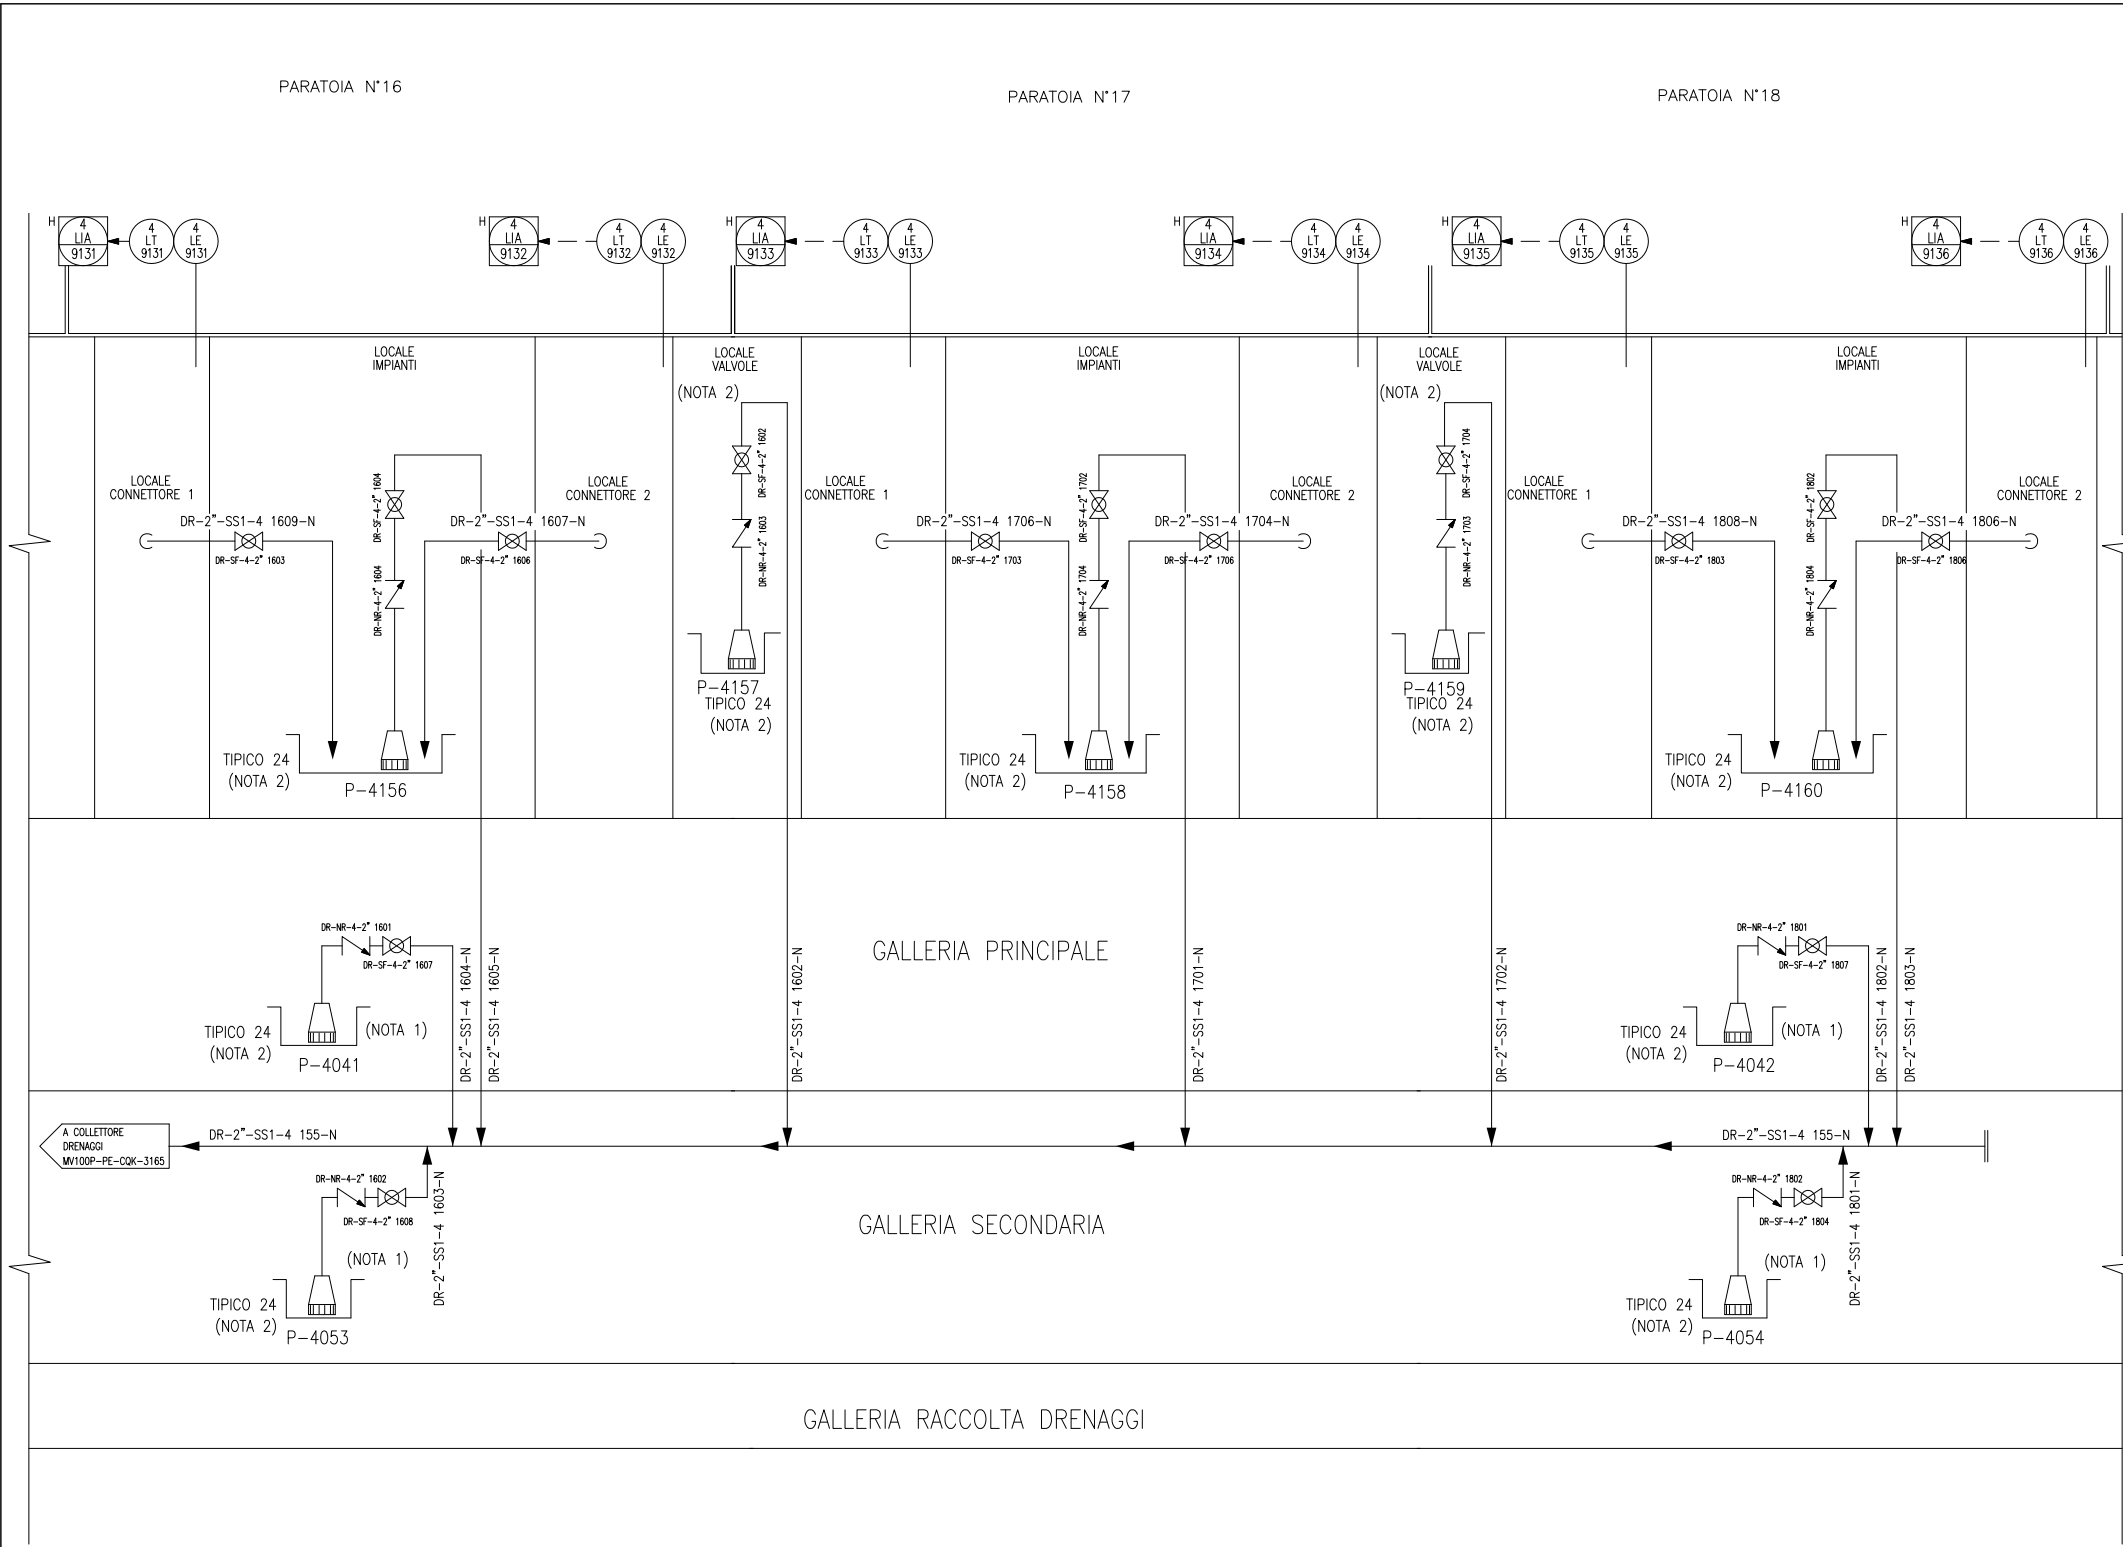 PARATOIA N°16
PARATOIA N°17
PARATOIA N°18
H
4
LIA
9131
4
LT
9131
4
LE
9131
H
4
LIA
9132
4
LT
9132
4
LE
9132
H
4
LIA
9133
4
LT
9133
4
LE
9133
H
4
LIA
9134
4
LT
9134
4
LE
9134
H
4
LIA
9135
4
LT
9135
4
LE
9135
H
4
LIA
9136
4
LT
9136
4
LE
9136
LOCALE
IMPIANTI
LOCALE
VALVOLE
(NOTA 2)
LOCALE
IMPIANTI
LOCALE
VALVOLE
(NOTA 2)
LOCALE
IMPIANTI
LOCALE
CONNETTORE 1
DR-2"-SS1-4 1609-N
DR-SF-4-2" 1603
DR-SF-4-2" 1604
DR-NR-4-2" 1604
LOCALE
CONNETTORE 2
DR-2"-SS1-4 1607-N
DR-SF-4-2" 1606
DR-SF-4-2" 1602
DR-NR-4-2" 1603
LOCALE
CONNETTORE 1
DR-2"-SS1-4 1706-N
DR-SF-4-2" 1703
DR-SF-4-2" 1702
DR-NR-4-2" 1704
LOCALE
CONNETTORE 2
DR-2"-SS1-4 1704-N
DR-SF-4-2" 1706
DR-SF-4-2" 1704
DR-NR-4-2" 1703
LOCALE
CONNETTORE 1
DR-2"-SS1-4 1808-N
DR-SF-4-2" 1803
DR-SF-4-2" 1802
DR-NR-4-2" 1804
LOCALE
CONNETTORE 2
DR-2"-SS1-4 1806-N
DR-SF-4-2" 1806
P-4157
TIPICO 24
(NOTA 2)
P-4159
TIPICO 24
(NOTA 2)
TIPICO 24
(NOTA 2)
P-4156
TIPICO 24
(NOTA 2)
P-4158
TIPICO 24
(NOTA 2)
P-4160
DR-NR-4-2" 1601
DR-SF-4-2" 1607
TIPICO 24
(NOTA 2)
(NOTA 1)
P-4041
DR-2"-SS1-4 1604-N
DR-2"-SS1-4 1605-N
DR-2"-SS1-4 1602-N
GALLERIA PRINCIPALE
DR-2"-SS1-4 1701-N
DR-2"-SS1-4 1702-N
DR-NR-4-2" 1801
DR-SF-4-2" 1807
TIPICO 24
(NOTA 2)
(NOTA 1)
P-4042
DR-2"-SS1-4 1802-N
DR-2"-SS1-4 1803-N
A COLLETTORE
DRENAGGI
MV100P-PE-CQK-3165
DR-2"-SS1-4 155-N
DR-2"-SS1-4 155-N
DR-NR-4-2" 1602
DR-SF-4-2" 1608
(NOTA 1)
TIPICO 24
(NOTA 2)
P-4053
DR-2"-SS1-4 1603-N
GALLERIA SECONDARIA
DR-NR-4-2" 1802
DR-SF-4-2" 1804
(NOTA 1)
TIPICO 24
(NOTA 2)
P-4054
DR-2"-SS1-4 1801-N
GALLERIA RACCOLTA DRENAGGI